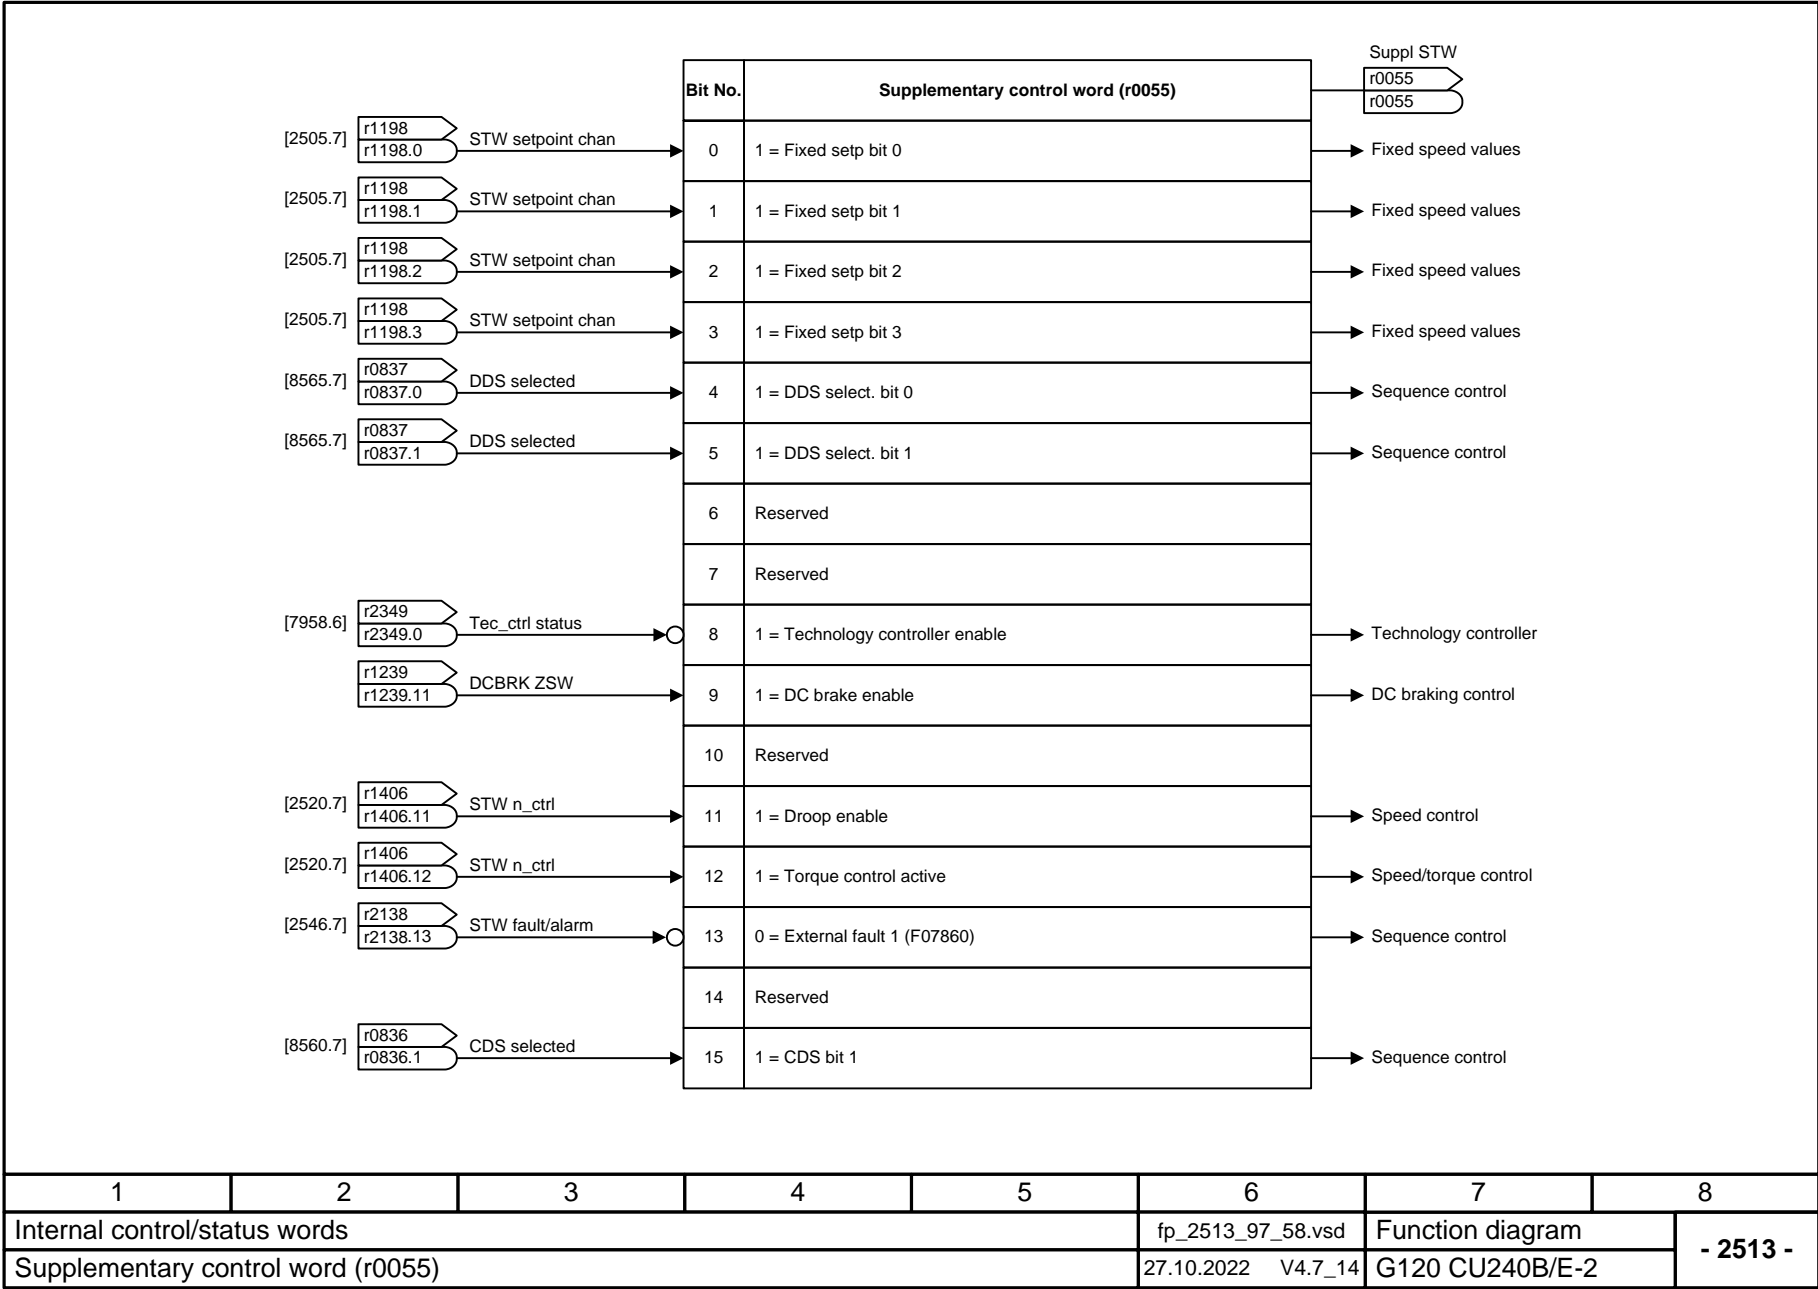 Suppl STW
r0055
r0055
Bit No. Supplementary control word (r0055)
[2505.7] r1198 r1198.0 STW setpoint chan 0 1 = Fixed setp bit 0 Fixed speed values
[2505.7] r1198 r1198.1 STW setpoint chan 1 1 = Fixed setp bit 1 Fixed speed values
[2505.7] r1198 r1198.2 STW setpoint chan 2 1 = Fixed setp bit 2 Fixed speed values
[2505.7] r1198 r1198.3 STW setpoint chan 3 1 = Fixed setp bit 3 Fixed speed values
[8565.7] r0837 r0837.0 DDS selected 4 1 = DDS select. bit 0 Sequence control
[8565.7] r0837 r0837.1 DDS selected 5 1 = DDS select. bit 1 Sequence control
6 Reserved
7 Reserved
[7958.6] r2349 r2349.0 Tec_ctrl status 8 1 = Technology controller enable Technology controller
r1239 r1239.11 DCBRK ZSW 9 1 = DC brake enable DC braking control
10 Reserved
[2520.7] r1406 r1406.11 STW n_ctrl 11 1 = Droop enable Speed control
[2520.7] r1406 r1406.12 STW n_ctrl 12 1 = Torque control active Speed/torque control
[2546.7] r2138 r2138.13 STW fault/alarm 13 0 = External fault 1 (F07860) Sequence control
14 Reserved
[8560.7] r0836 r0836.1 CDS selected 15 1 = CDS bit 1 Sequence control
1 2 3 4 5 6 7 8
Internal control/status words fp_2513_97_58.vsd Function diagram - 2513 -
Supplementary control word (r0055) 27.10.2022 V4.7_14 G120 CU240B/E-2